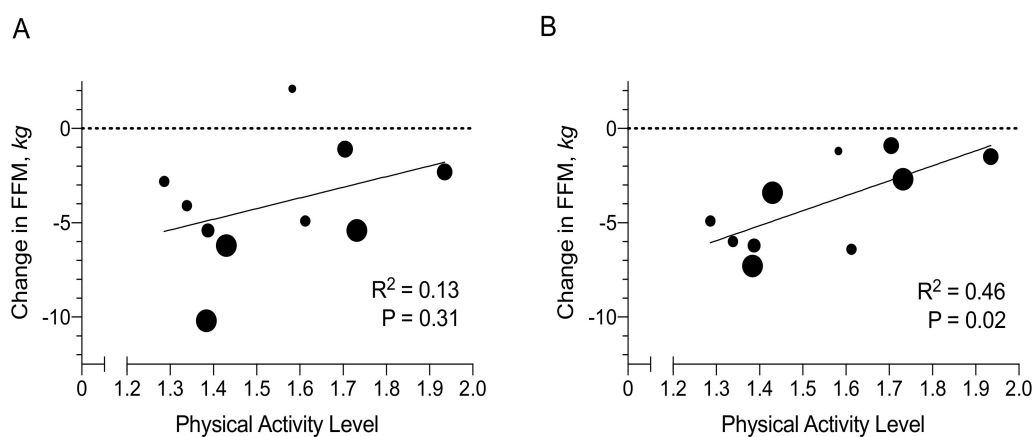 A
Change in FFM, kg
0
-5
-10
R² = 0.13
P = 0.31
0 1.2 1.3 1.4 1.5 1.6 1.7 1.8 1.9 2.0
Physical Activity Level
B
Change in FFM, kg
0
-5
-10
R² = 0.46
P = 0.02
0 1.2 1.3 1.4 1.5 1.6 1.7 1.8 1.9 2.0
Physical Activity Level